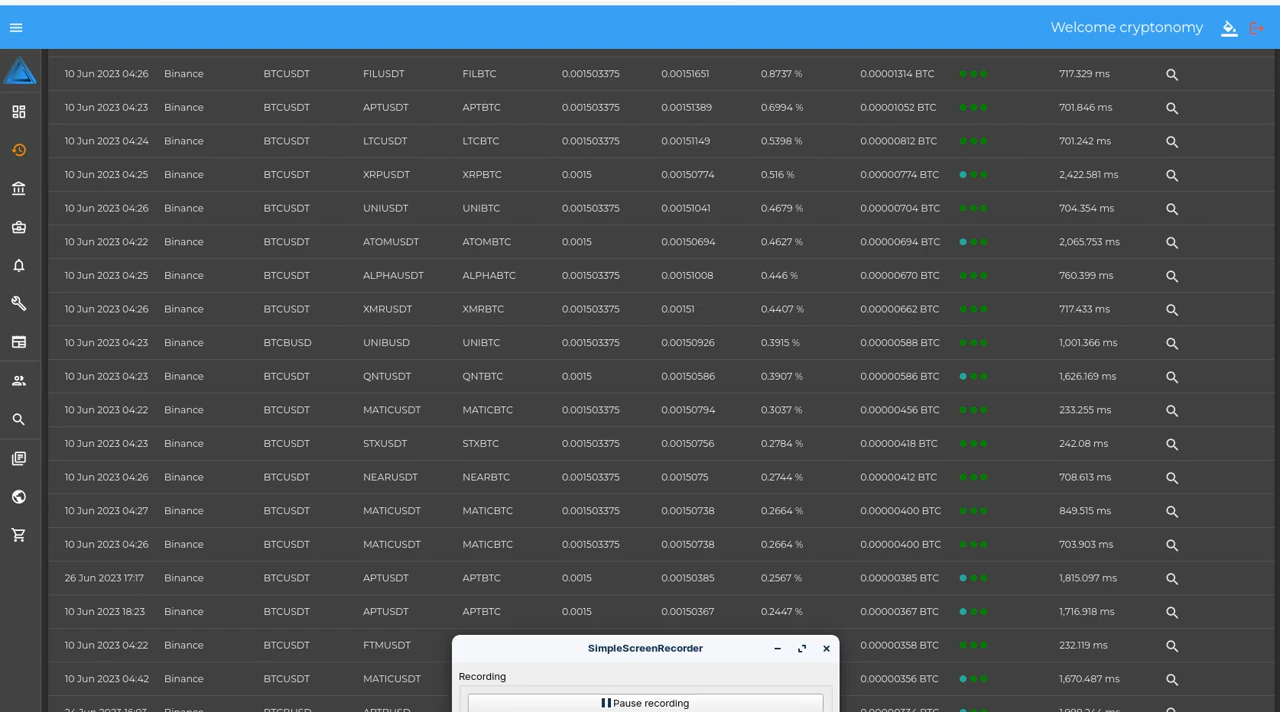 Welcome cryptonomy
10 Jun 2023 04:26 Binance BTCUSDT FILUSDT FILBTC 0.001503375 0.00151651 0.8737 % 0.00001314 BTC 717.329 ms
10 Jun 2023 04:23 Binance BTCUSDT APTUSDT APTBTC 0.001503375 0.00151389 0.6994 % 0.00001052 BTC 701.846 ms
10 Jun 2023 04:24 Binance BTCUSDT LTCUSDT LTCBTC 0.001503375 0.00151149 0.5398 % 0.00000812 BTC 701.242 ms
10 Jun 2023 04:25 Binance BTCUSDT XRPUSDT XRPBTC 0.0015 0.00150774 0.516 % 0.00000774 BTC 2,422.581 ms
10 Jun 2023 04:26 Binance BTCUSDT UNIUSDT UNIBTC 0.001503375 0.00151041 0.4679 % 0.00000704 BTC 704.354 ms
10 Jun 2023 04:22 Binance BTCUSDT ATOMUSDT ATOMBTC 0.0015 0.00150694 0.4627 % 0.00000694 BTC 2,065.753 ms
10 Jun 2023 04:25 Binance BTCUSDT ALPHAUSDT ALPHABTC 0.001503375 0.00151008 0.446 % 0.00000670 BTC 760.399 ms
10 Jun 2023 04:26 Binance BTCUSDT XMRUSDT XMRBTC 0.001503375 0.00151 0.4407 % 0.00000662 BTC 717.433 ms
10 Jun 2023 04:23 Binance BTCBUSD UNIBUSD UNIBTC 0.001503375 0.00150926 0.3915 % 0.00000588 BTC 1,001.366 ms
10 Jun 2023 04:23 Binance BTCUSDT QNTUSDT QNTBTC 0.0015 0.00150586 0.3907 % 0.00000586 BTC 1,626.169 ms
10 Jun 2023 04:22 Binance BTCUSDT MATICUSDT MATICBTC 0.001503375 0.00150794 0.3037 % 0.00000456 BTC 233.255 ms
10 Jun 2023 04:23 Binance BTCUSDT STXUSDT STXBTC 0.001503375 0.00150756 0.2784 % 0.00000418 BTC 242.08 ms
10 Jun 2023 04:26 Binance BTCUSDT NEARUSDT NEARBTC 0.001503375 0.0015075 0.2744 % 0.00000412 BTC 708.613 ms
10 Jun 2023 04:27 Binance BTCUSDT MATICUSDT MATICBTC 0.001503375 0.00150738 0.2664 % 0.00000400 BTC 849.515 ms
10 Jun 2023 04:26 Binance BTCUSDT MATICUSDT MATICBTC 0.001503375 0.00150738 0.2664 % 0.00000400 BTC 703.903 ms
26 Jun 2023 17:17 Binance BTCUSDT APTUSDT APTBTC 0.0015 0.00150385 0.2567 % 0.00000385 BTC 1,815.097 ms
10 Jun 2023 18:23 Binance BTCUSDT APTUSDT APTBTC 0.0015 0.00150367 0.2447 % 0.00000367 BTC 1,716.918 ms
10 Jun 2023 04:22 Binance BTCUSDT FTMUSDT 0.00000358 BTC 232.119 ms
10 Jun 2023 04:42 Binance BTCUSDT MATICUSDT 0.00000356 BTC 1,670.487 ms
SimpleScreenRecorder
Recording
Pause recording